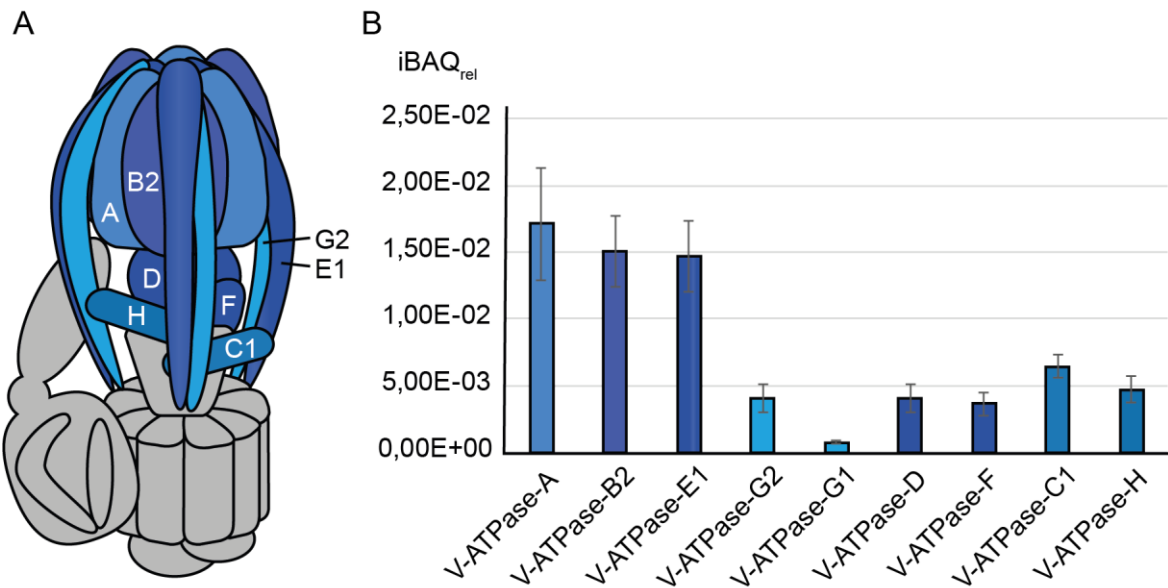 A
B2
A
G2
E1
D
F
H
C1
B
iBAQrel
2,50E-02
2,00E-02
1,50E-02
1,00E-02
5,00E-03
0,00E+00
V-ATPase-A
V-ATPase-B2
V-ATPase-E1
V-ATPase-G2
V-ATPase-G1
V-ATPase-D
V-ATPase-F
V-ATPase-C1
V-ATPase-H